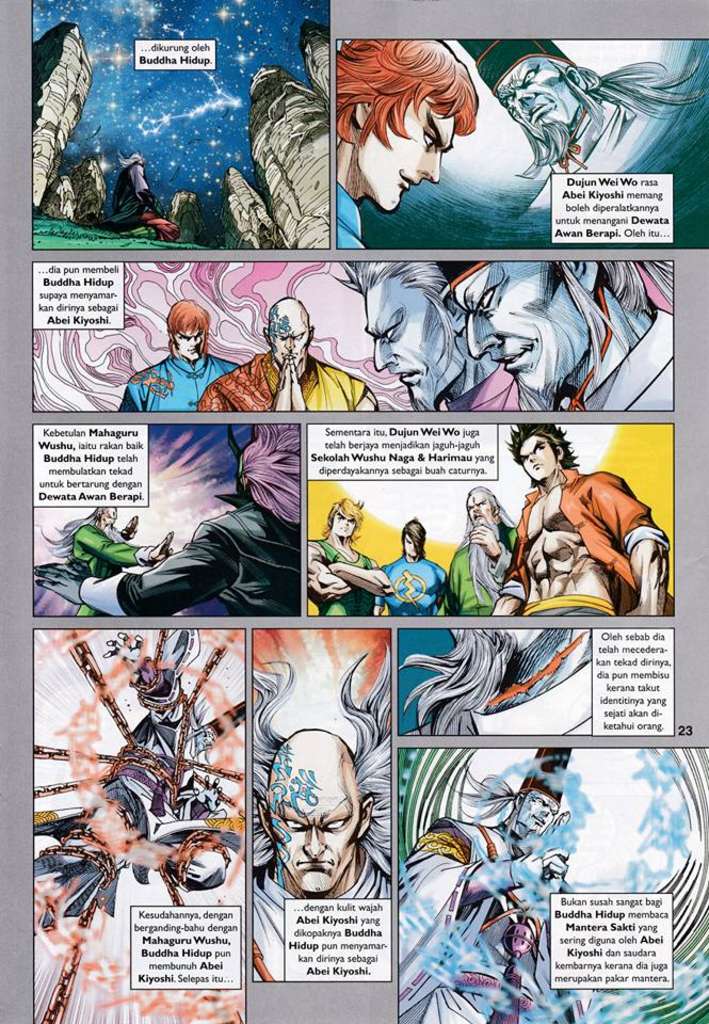 ...dikurung oleh
Buddha Hidup.
Dujun Wei Wo rasa
Abei Kiyoshi memang
boleh diperalatkannya
untuk menangani Dewata
Awan Berapi. Oleh itu...
...dia pun membeli
Buddha Hidup
supaya menyamar-
kan dirinya sebagai
Abei Kiyoshi.
Kebetulan Mahaguru
Wushu, iaitu rakan baik
Buddha Hidup telah
membulatkan tekad
untuk bertarung dengan
Dewata Awan Berapi.
Sementara itu, Dujun Wei Wo juga
telah berjaya menjadikan jaguh-jaguh
Sekolah Wushu Naga & Harimau yang
diperdayakannya sebagai buah caturnya.
Oleh sebab dia
telah mecedera-
kan tekad dirinya,
dia pun membisu
kerana takut
identitinya yang
sejati akan di-
ketahui orang.
23
Kesudahannya, dengan
berganding-bahu dengan
Mahaguru Wushu,
Buddha Hidup pun
membunuh Abei
Kiyoshi. Selepas itu...
...dengan kulit wajah
Abei Kiyoshi yang
dikopaknya Buddha
Hidup pun menyamar-
kan dirinya sebagai
Abei Kiyoshi.
Bukan susah sangat bagi
Buddha Hidup membaca
Mantera Sakti yang
sering diguna oleh Abei
Kiyoshi dan saudara
kembarnya kerana dia juga
merupakan pakar mantera.